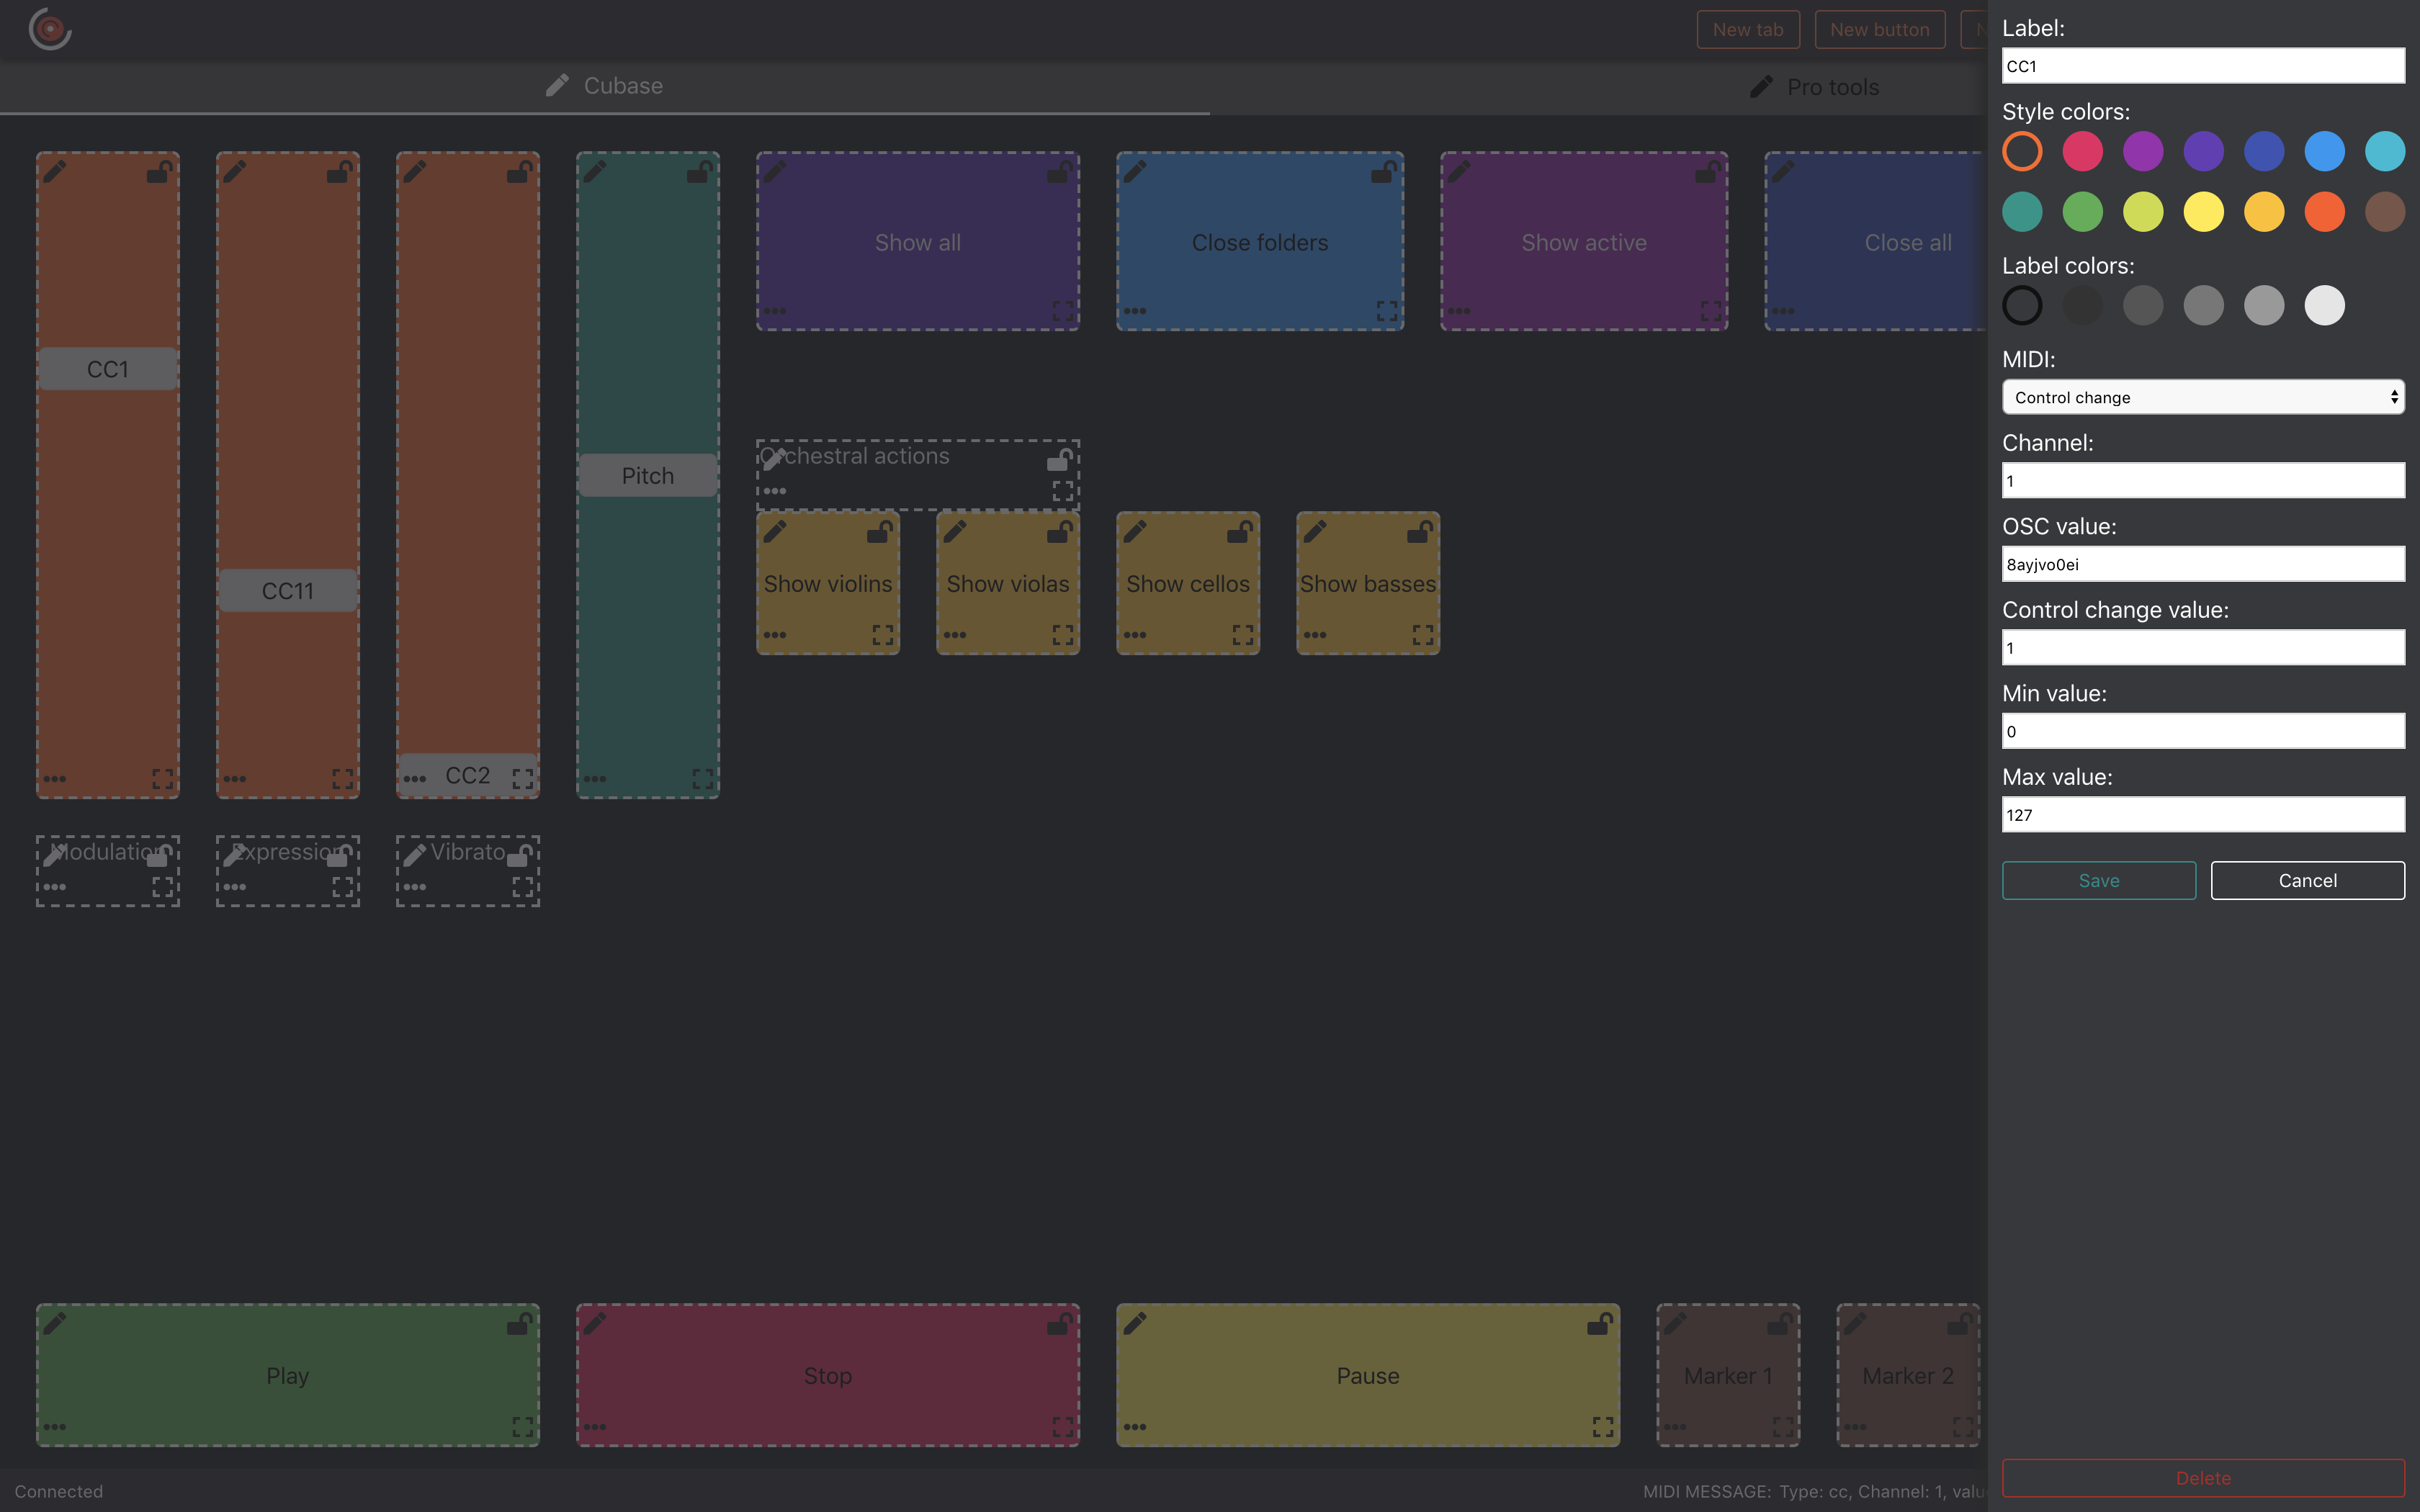 New tab
New button
Cubase
Pro tools
Show all
Close folders
Show active
Close all
CC1
Pitch
Orchestral actions
CC11
Show violins
Show violas
Show cellos
Show basses
CC2
Modulation
Expression
Vibrato
Play
Stop
Pause
Marker 1
Marker 2
Connected
MIDI MESSAGE: Type: cc, Channel: 1,
Label:
CC1
Style colors:
Label colors:
MIDI:
Control change
Channel:
1
OSC value:
8ayjvo0ei
Control change value:
1
Min value:
0
Max value:
127
Save
Cancel
Delete